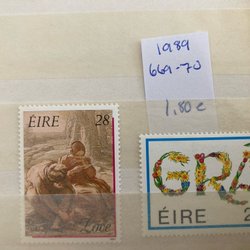 1989
669-70
1,80 €
ÉIRE 28
Love
GRÁ
ÉIRE